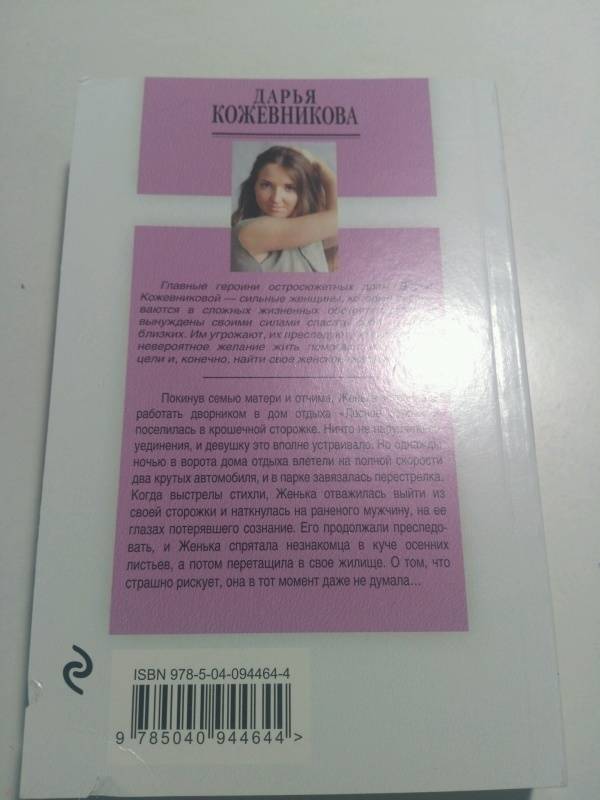 ДАРЬЯ
КОЖЕВНИКОВА
Главные героини остросюжетных
Кожевниковой — сильные женщины,
ваются в сложных жизненных
вынуждены своими силами
близких. Им угрожают, их
невероятное желание жить
цели и, конечно, найти свое женское
Покинув семью матери и отчима,
работать дворником в дом отдыха
поселилась в крошечной сторожке. Ничто не
уединения, и девушку это вполне устраивало. Но однажды
ночью в ворота дома отдыха влетели на полной скорости
два крутых автомобиля, и в парке завязалась перестрелка.
Когда выстрелы стихли, Женька отважилась выйти из
своей сторожки и наткнулась на раненого мужчину, на ее
глазах потерявшего сознание. Его продолжали преследо-
вать, и Женька спрятала незнакомца в куче осенних
листьев, а потом перетащила в свое жилище. О том, что
страшно рискует, она в тот момент даже не думала...
ISBN 978-5-04-094464-4
9 785040 944644 >